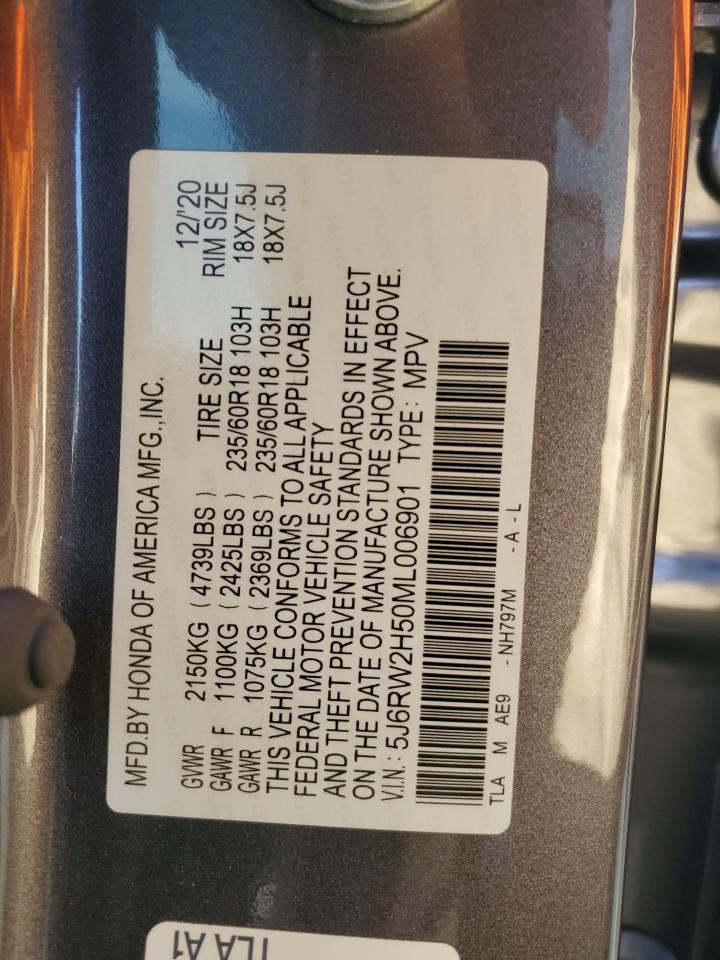 MFD.BY HONDA OF AMERICA MFG.,INC.
12/'20
GVWR 2150KG ( 4739LBS ) TIRE SIZE RIM SIZE
GAWR F 1100KG ( 2425LBS ) 235/60R18 103H 18X7.5J
GAWR R 1075KG ( 2369LBS ) 235/60R18 103H 18X7.5J
THIS VEHICLE CONFORMS TO ALL APPLICABLE
FEDERAL MOTOR VEHICLE SAFETY
AND THEFT PREVENTION STANDARDS IN EFFECT
ON THE DATE OF MANUFACTURE SHOWN ABOVE.
V.I.N.: 5J6RW2H50ML006901 TYPE: MPV
TLA M AE9 - NH797M - A - L
TLA A1